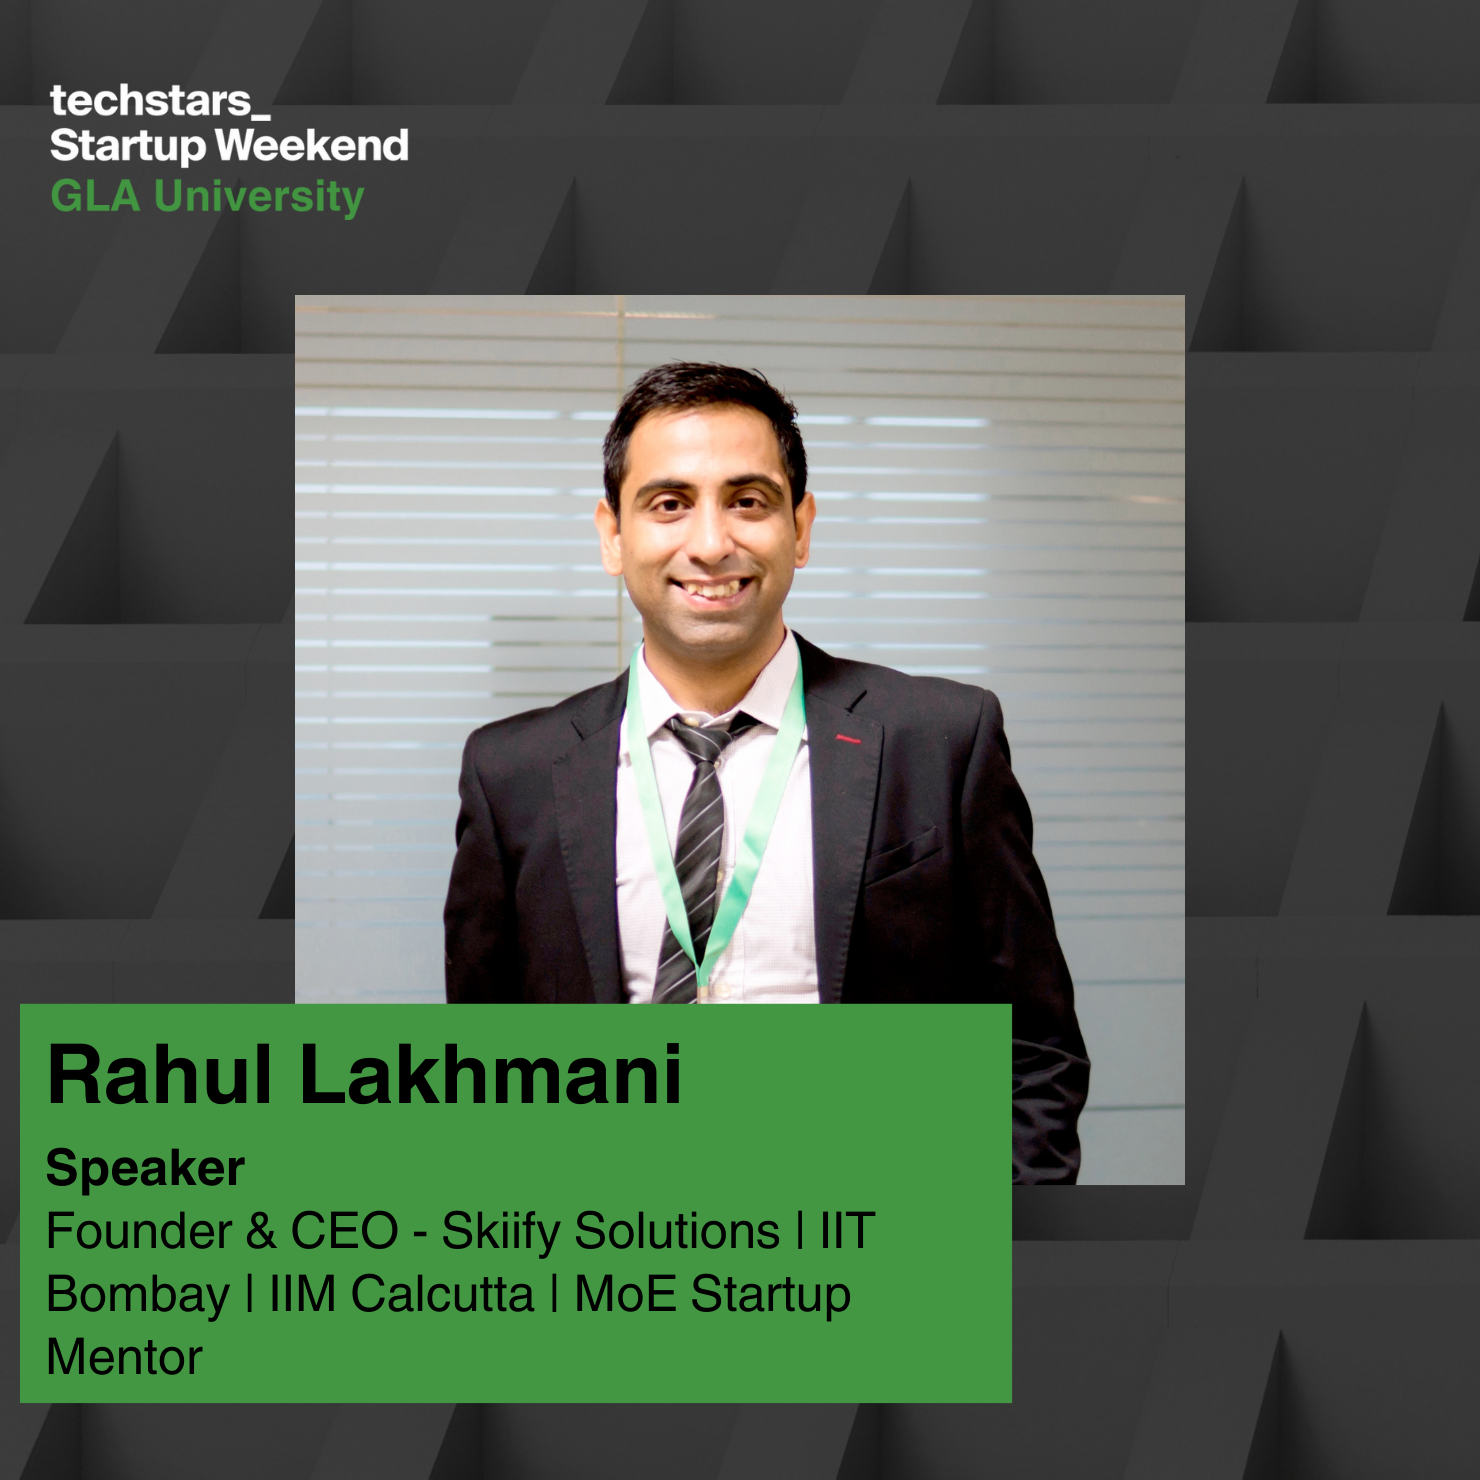 techstars_
Startup Weekend
GLA University
Rahul Lakhmani
Speaker
Founder & CEO - Skiify Solutions | IIT
Bombay | IIM Calcutta | MoE Startup
Mentor